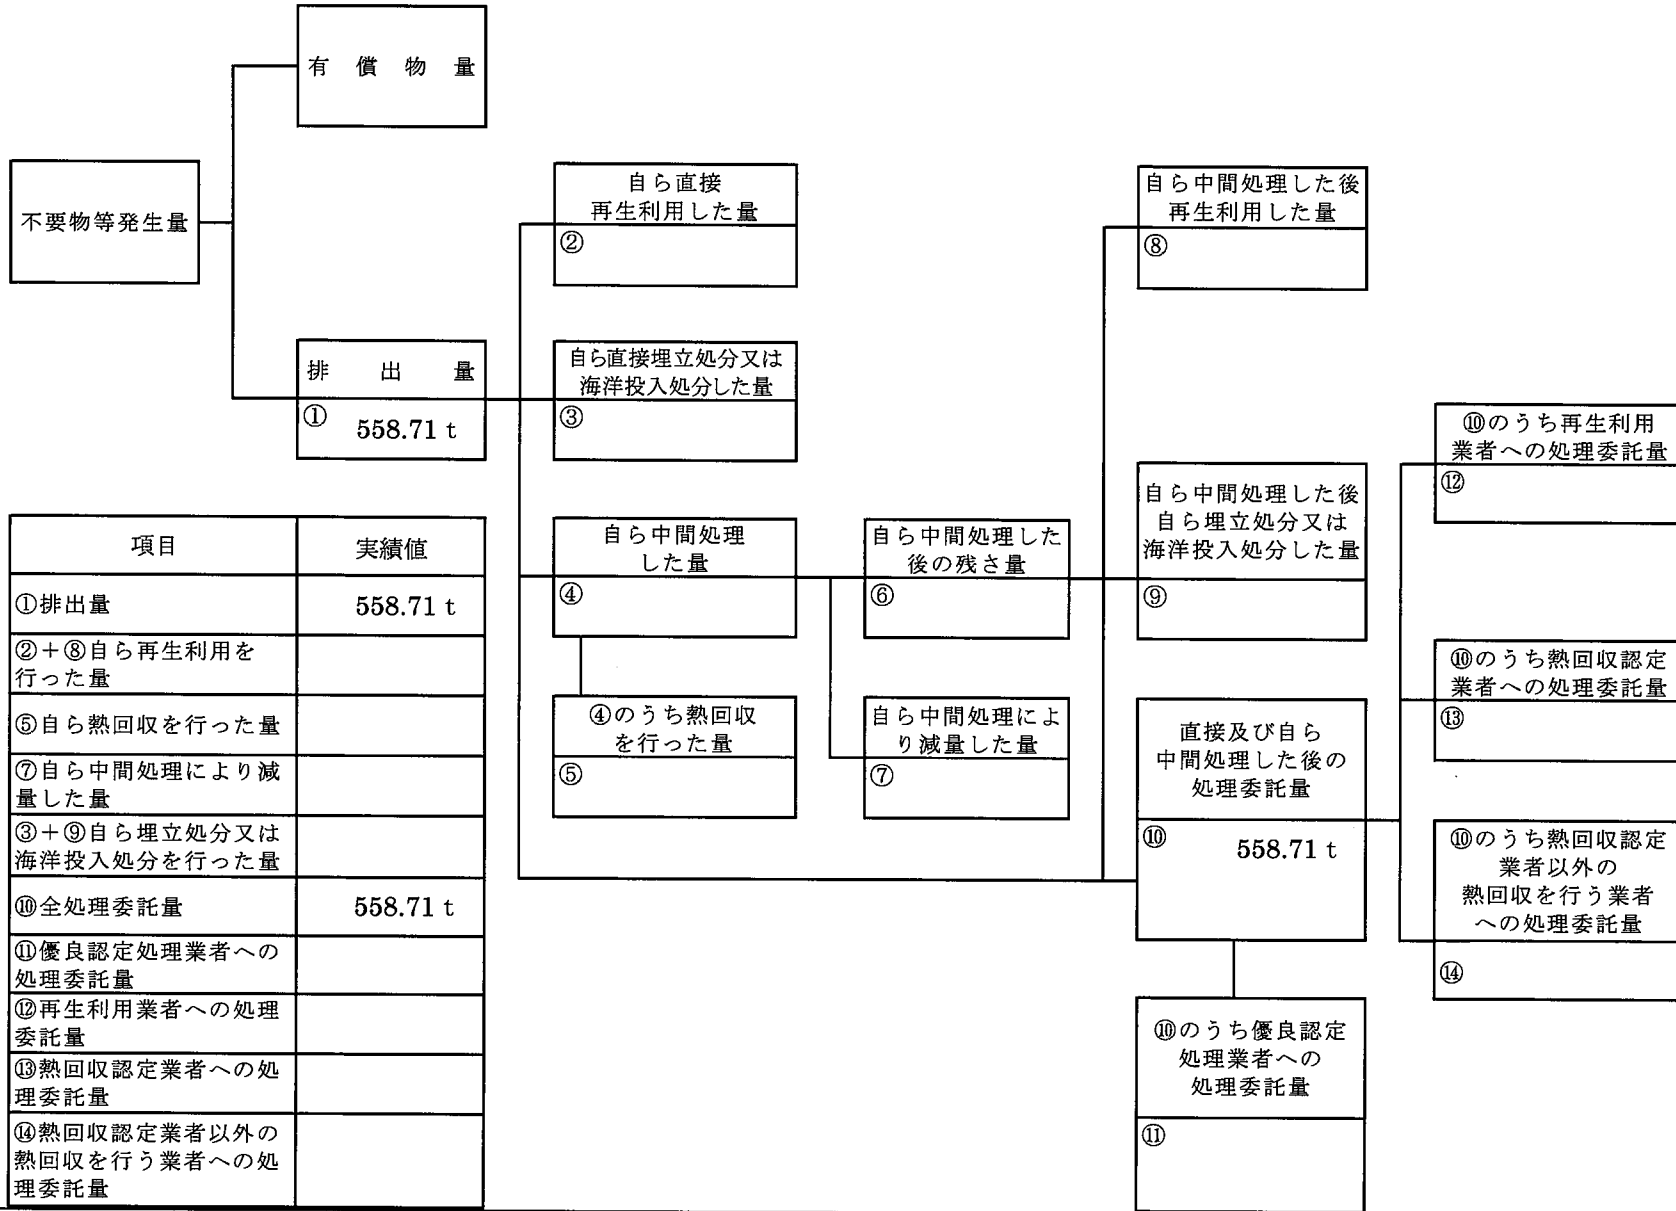 有償物量
不要物等発生量
排出量
① 558.71 t
自ら直接
再生利用した量
②
自ら直接埋立処分又は
海洋投入処分した量
③
自ら中間処理
した量
④
④のうち熱回収
を行った量
⑤
自ら中間処理した
後の残さ量
⑥
自ら中間処理によ
り減量した量
⑦
自ら中間処理した後
再生利用した量
⑧
自ら中間処理した後
自ら埋立処分又は
海洋投入処分した量
⑨
直接及び自ら
中間処理した後の
処理委託量
⑩ 558.71 t
⑩のうち優良認定
処理業者への
処理委託量
⑪
⑩のうち再生利用
業者への処理委託量
⑫
⑩のうち熱回収認定
業者への処理委託量
⑬
⑩のうち熱回収認定
業者以外の
熱回収を行う業者
への処理委託量
⑭
項目 実績値
①排出量 558.71 t
②＋⑧自ら再生利用を
行った量
⑤自ら熱回収を行った量
⑦自ら中間処理により減
量した量
③＋⑨自ら埋立処分又は
海洋投入処分を行った量
⑩全処理委託量 558.71 t
⑪優良認定処理業者への
処理委託量
⑫再生利用業者への処理
委託量
⑬熱回収認定業者への処
理委託量
⑭熱回収認定業者以外の
熱回収を行う業者への処
理委託量